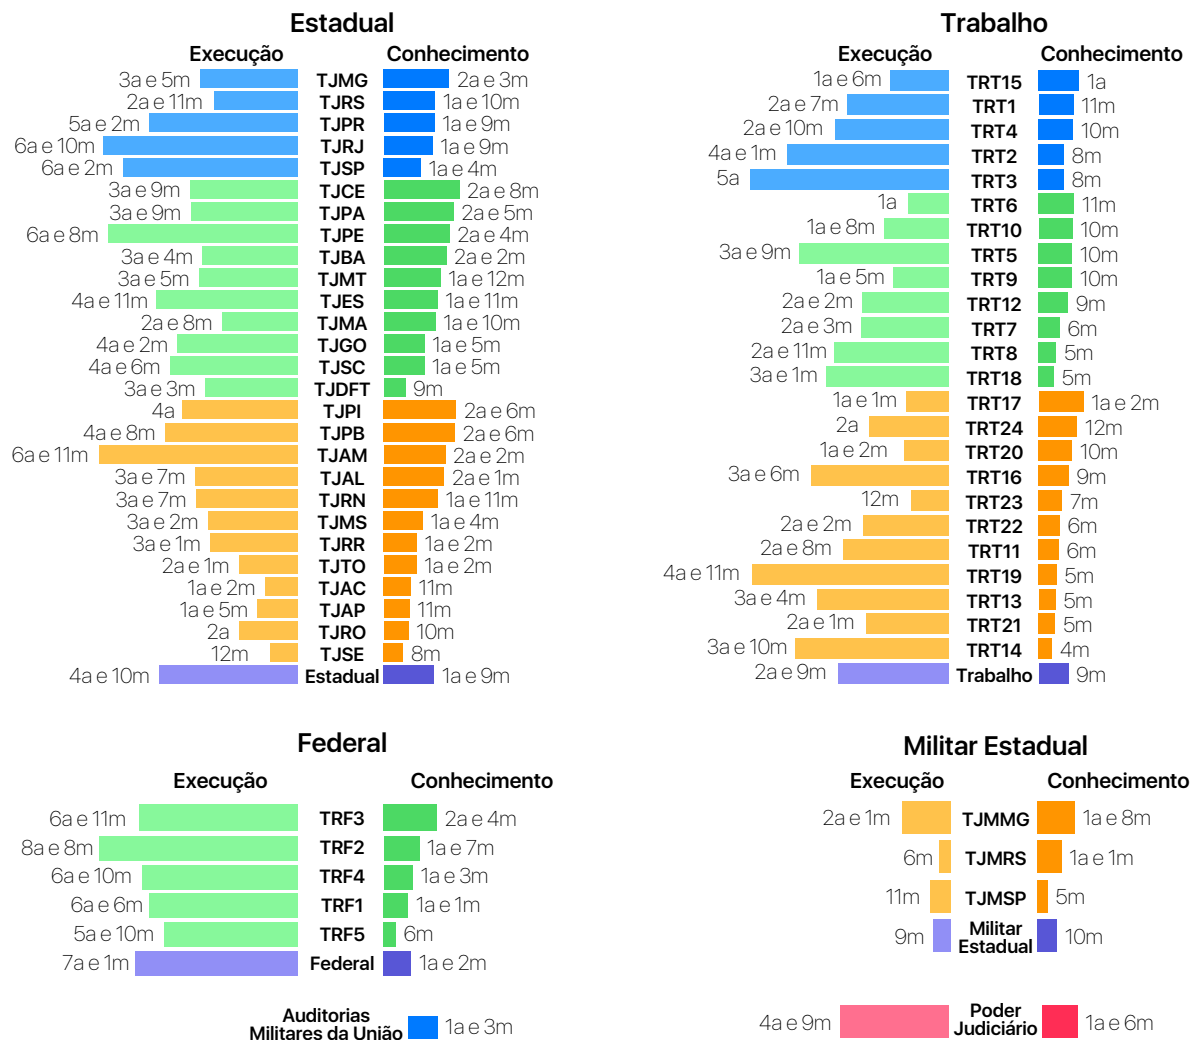 Estadual
Execução Conhecimento
3a e 5m TJMG 2a e 3m
2a e 11m TJRS 1a e 10m
5a e 2m TJPR 1a e 9m
6a e 10m TJRJ 1a e 9m
6a e 2m TJSP 1a e 4m
3a e 9m TJCE 2a e 8m
3a e 9m TJPA 2a e 5m
6a e 8m TJPE 2a e 4m
3a e 4m TJBA 2a e 2m
3a e 5m TJMT 1a e 12m
4a e 11m TJES 1a e 11m
2a e 8m TJMA 1a e 10m
4a e 2m TJGO 1a e 5m
4a e 6m TJSC 1a e 5m
3a e 3m TJDFT 9m
4a TJPI 2a e 6m
4a e 8m TJPB 2a e 6m
6a e 11m TJAM 2a e 2m
3a e 7m TJAL 2a e 1m
3a e 7m TJRN 1a e 11m
3a e 2m TJMS 1a e 4m
3a e 1m TJRR 1a e 2m
2a e 1m TJTO 1a e 2m
1a e 2m TJAC 11m
1a e 5m TJAP 11m
2a TJRO 10m
12m TJSE 8m
4a e 10m Estadual 1a e 9m
Trabalho
Execução Conhecimento
1a e 6m TRT15 1a
2a e 7m TRT1 11m
2a e 10m TRT4 10m
4a e 1m TRT2 8m
5a TRT3 8m
1a TRT6 11m
1a e 8m TRT10 10m
3a e 9m TRT5 10m
1a e 5m TRT9 10m
2a e 2m TRT12 9m
2a e 3m TRT7 6m
2a e 11m TRT8 5m
3a e 1m TRT18 5m
1a e 1m TRT17 1a e 2m
2a TRT24 12m
1a e 2m TRT20 10m
3a e 6m TRT16 9m
12m TRT23 7m
2a e 2m TRT22 6m
2a e 8m TRT11 6m
4a e 11m TRT19 5m
3a e 4m TRT13 5m
2a e 1m TRT21 5m
3a e 10m TRT14 4m
2a e 9m Trabalho 9m
Federal
Execução Conhecimento
6a e 11m TRF3 2a e 4m
8a e 8m TRF2 1a e 7m
6a e 10m TRF4 1a e 3m
6a e 6m TRF1 1a e 1m
5a e 10m TRF5 6m
7a e 1m Federal 1a e 2m
Auditorias
Militares da União 1a e 3m
Militar Estadual
Execução Conhecimento
2a e 1m TJMMG 1a e 8m
6m TJMRS 1a e 1m
11m TJMSP 5m
9m Militar 10m
Estadual
4a e 9m Poder 1a e 6m
Judiciário